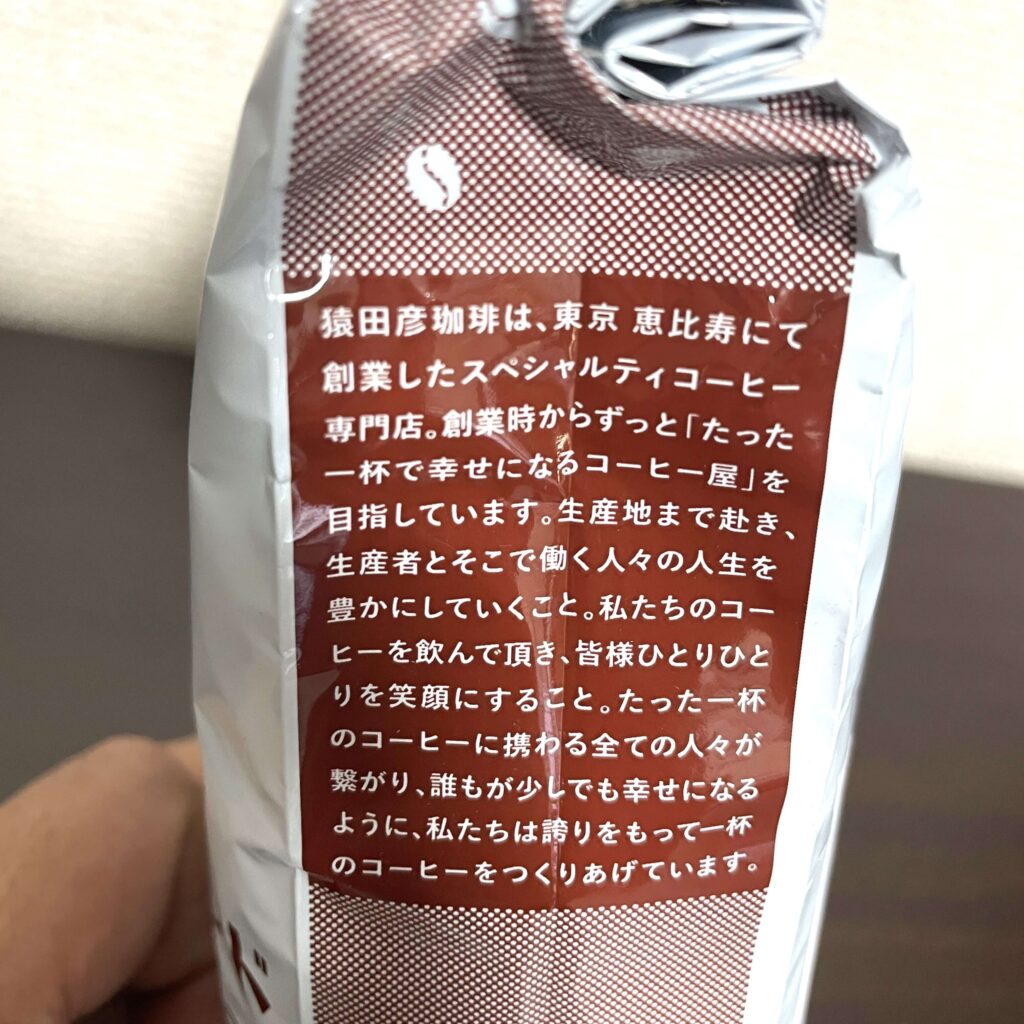 猿田彦珈琲は、東京 恵比寿にて
創業したスペシャルティコーヒー
専門店。創業時からずっと「たった
一杯で幸せになるコーヒー屋」を
目指しています。生産地まで赴き、
生産者とそこで働く人々の人生を
豊かにしていくこと。私たちのコー
ヒーを飲んで頂き、皆様ひとりひと
りを笑顔にすること。たった一杯
のコーヒーに携わる全ての人々が
繋がり、誰もが少しでも幸せになる
ように、私たちは誇りをもって一杯
のコーヒーをつくりあげています。
ド